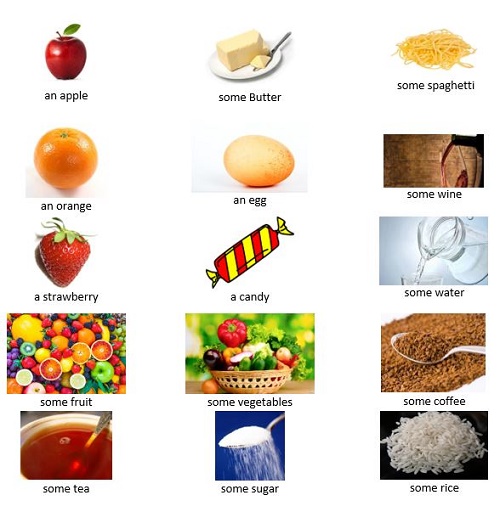 an apple
some Butter
some spaghetti
an orange
an egg
some wine
a strawberry
a candy
some water
some fruit
some vegetables
some coffee
some tea
some sugar
some rice